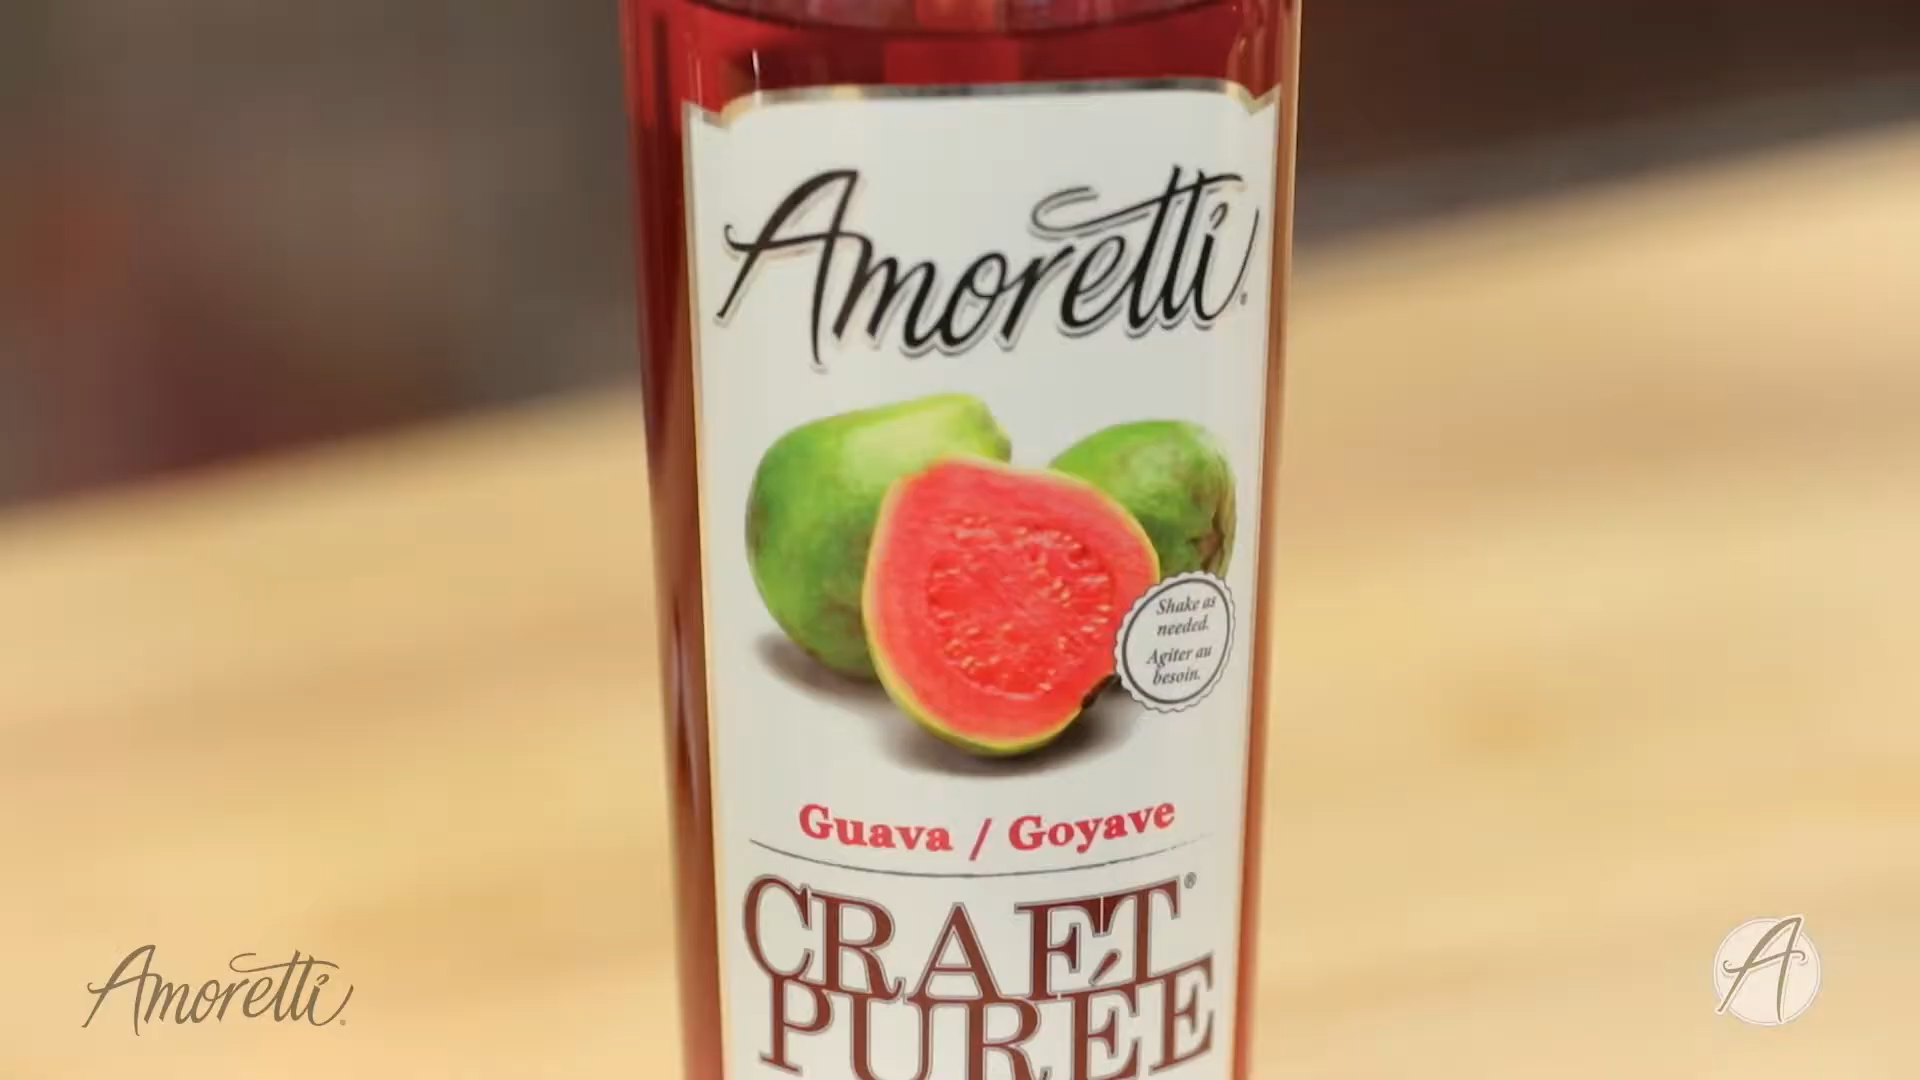 Amoretti
Shake as
needed.
Agiter au
besoin.
Guava / Goyave
CRAFT®
PURÉE
Amoretti
A